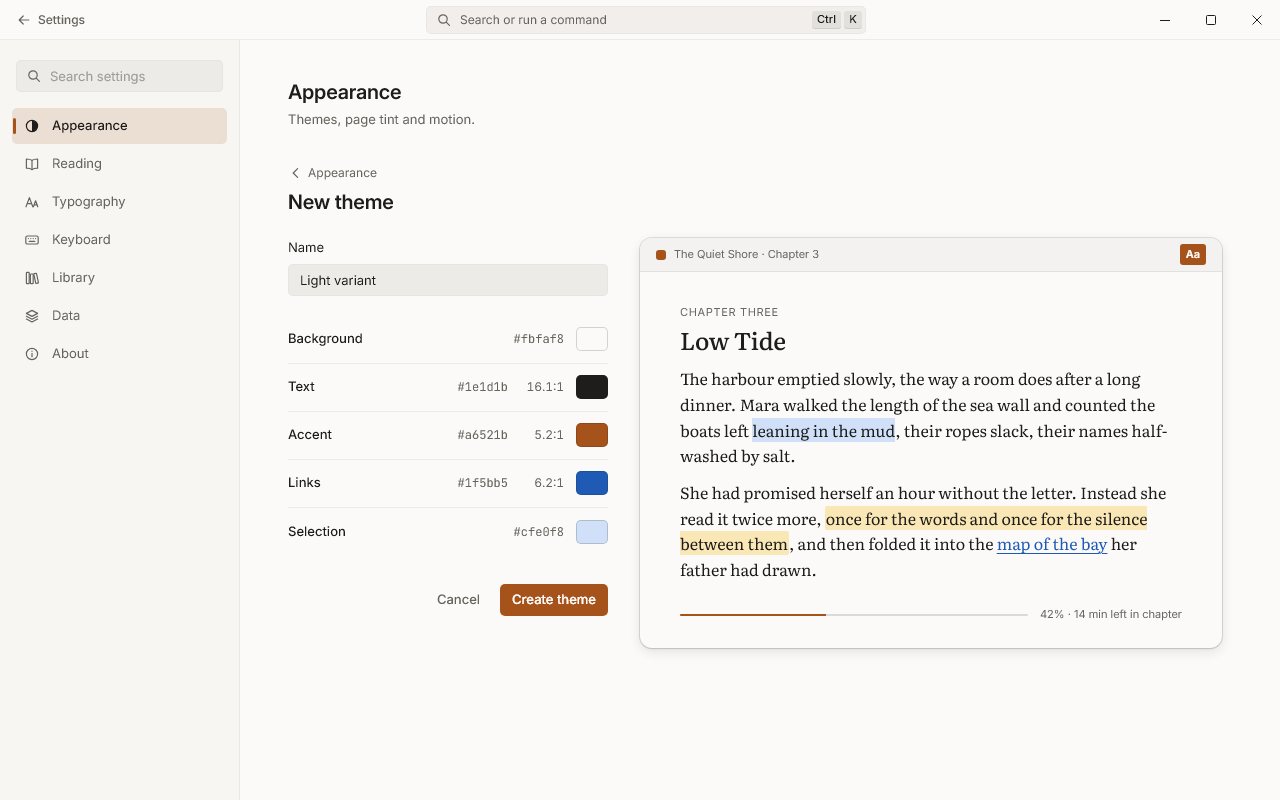 Settings
Search or run a command
Ctrl K
Search settings
Appearance
Reading
Typography
Keyboard
Library
Data
About
Appearance
Themes, page tint and motion.
Appearance
New theme
Name
Light variant
Background #fbfaf8
Text #1e1d1b 16.1:1
Accent #a6521b 5.2:1
Links #1f5bb5 6.2:1
Selection #cfe0f8
Cancel
Create theme
The Quiet Shore · Chapter 3
Aa
CHAPTER THREE
Low Tide
The harbour emptied slowly, the way a room does after a long
dinner. Mara walked the length of the sea wall and counted the
boats left leaning in the mud, their ropes slack, their names half-
washed by salt.
She had promised herself an hour without the letter. Instead she
read it twice more, once for the words and once for the silence
between them, and then folded it into the map of the bay her
father had drawn.
42% · 14 min left in chapter